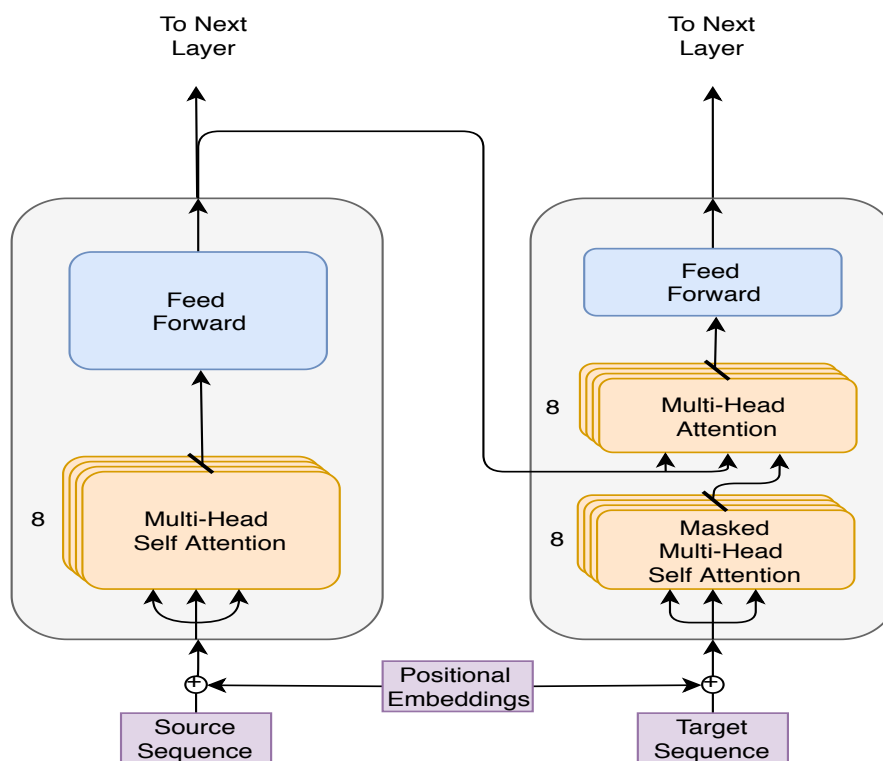 To Next
Layer
To Next
Layer
Feed
Forward
Feed
Forward
8
Multi-Head
Attention
8
Multi-Head
Self Attention
8
Masked
Multi-Head
Self Attention
+
Positional
Embeddings
+
Source
Sequence
Target
Sequence